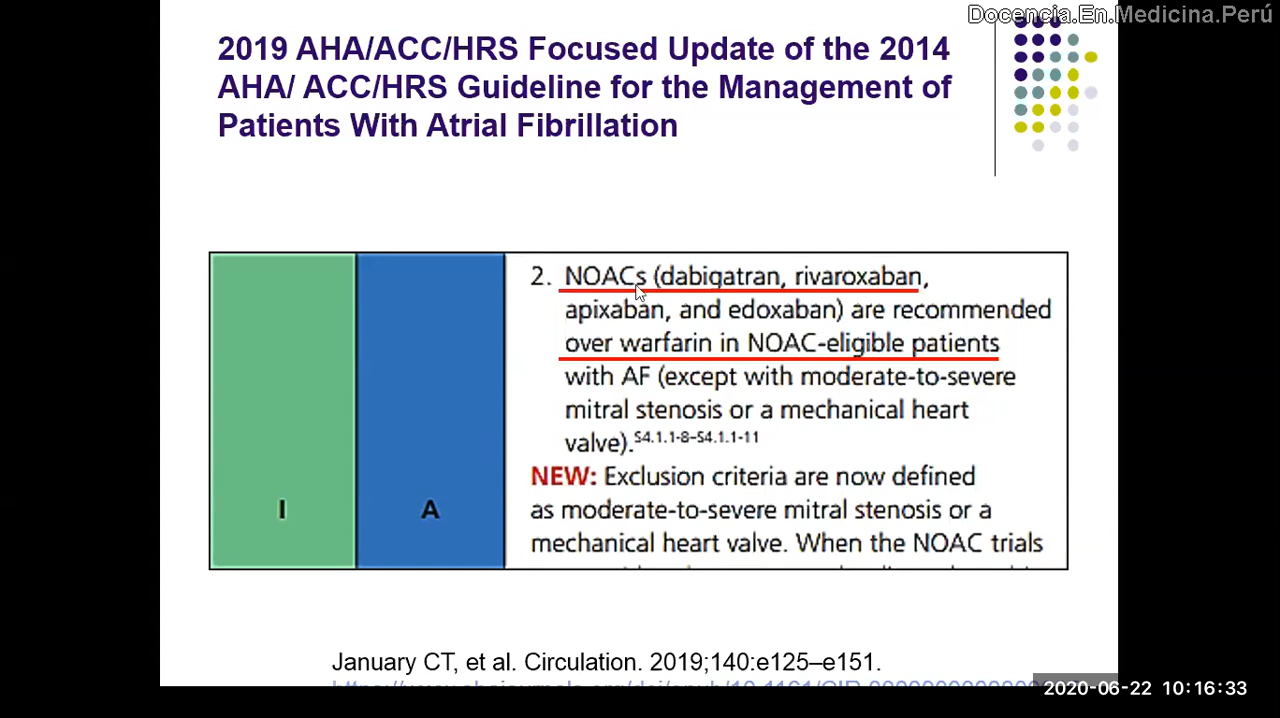 Docencia.En.Medicina.Perú
2019 AHA/ACC/HRS Focused Update of the 2014
AHA/ ACC/HRS Guideline for the Management of
Patients With Atrial Fibrillation
I
A
2. NOACs (dabigatran, rivaroxaban,
apixaban, and edoxaban) are recommended
over warfarin in NOAC-eligible patients
with AF (except with moderate-to-severe
mitral stenosis or a mechanical heart
valve).S4.1.1-8–S4.1.1-11
NEW: Exclusion criteria are now defined
as moderate-to-severe mitral stenosis or a
mechanical heart valve. When the NOAC trials
January CT, et al. Circulation. 2019;140:e125–e151.
2020-06-22 10:16:33